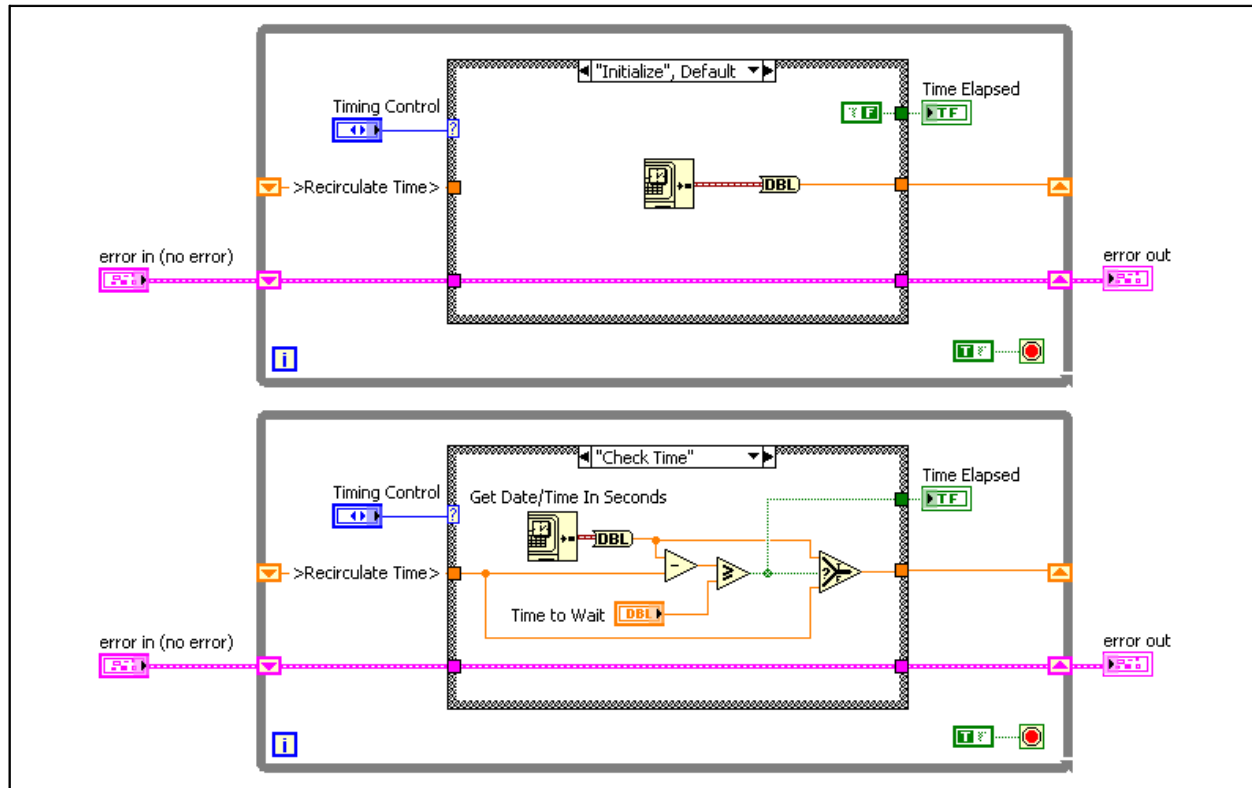 "Initialize", Default
Time Elapsed
Timing Control
?
F
TF
>Recirculate Time>
DBL
error in (no error)
error out
i
T
"Check Time"
Time Elapsed
Timing Control
Get Date/Time In Seconds
?
TF
DBL
>Recirculate Time>
?
Time to Wait
DBL
error in (no error)
error out
i
T